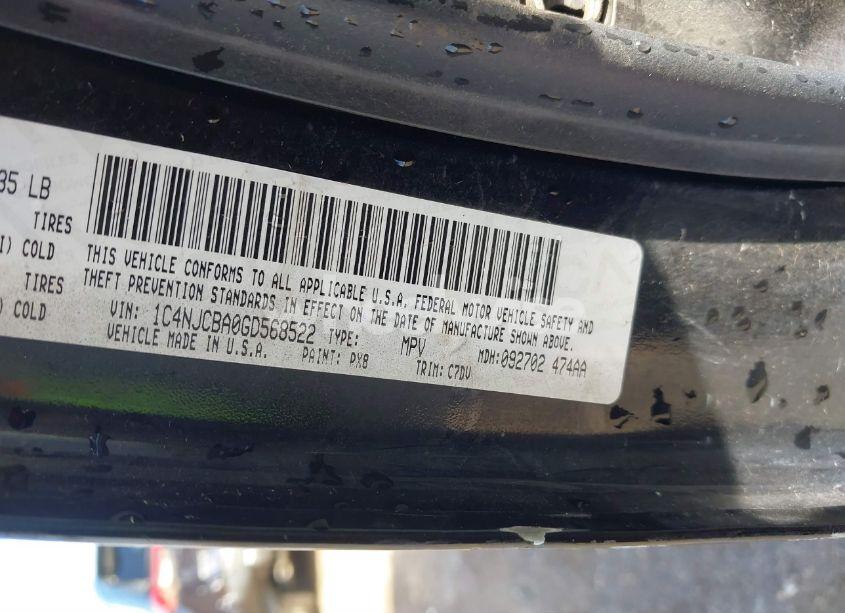 35 LB
TIRES
I) COLD
TIRES
) COLD
THIS VEHICLE CONFORMS TO ALL APPLICABLE U.S.A. FEDERAL MOTOR VEHICLE SAFETY AND
THEFT PREVENTION STANDARDS IN EFFECT ON THE DATE OF MANUFACTURE SHOWN ABOVE.
VIN: 1C4NJCBA0GD568522 TYPE: MPV MDH:092702 474AA
VEHICLE MADE IN U.S.A. PAINT: PX8 TRIM: C7DV